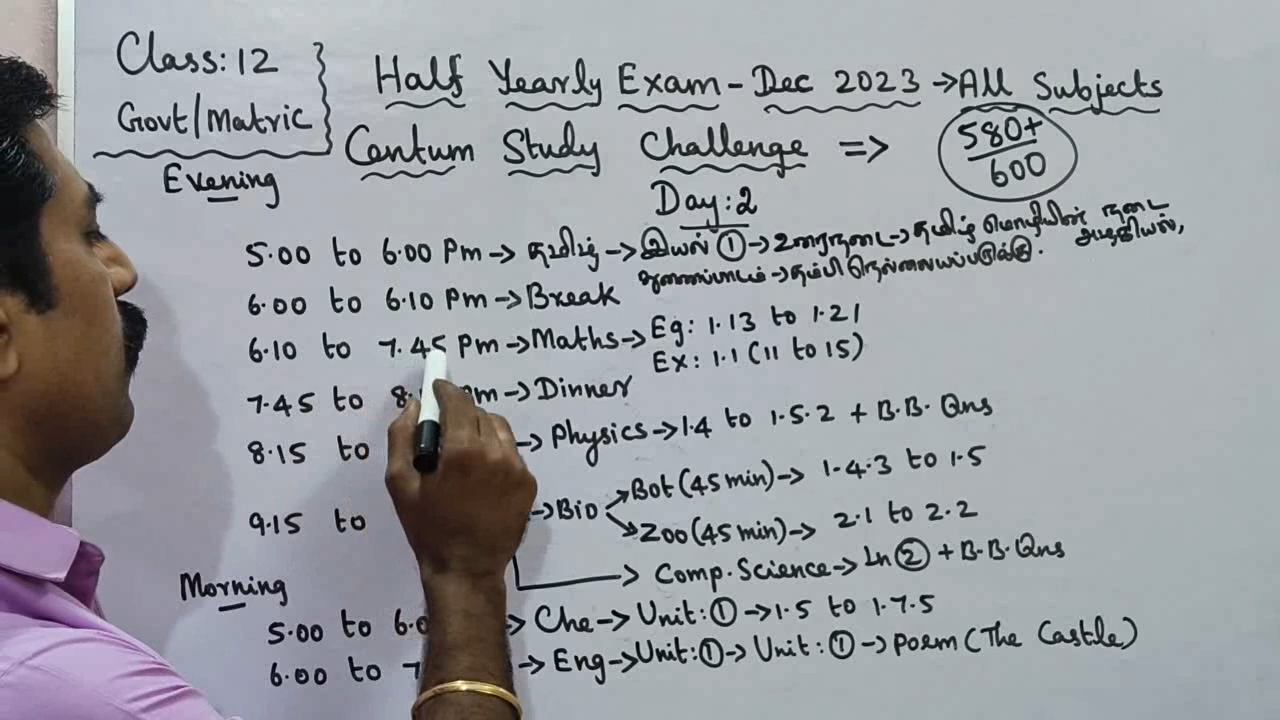 Class: 12
Govt/Matric
Half Yearly Exam - Dec 2023 → All Subjects
Centum Study Challenge => 580+/600
Evening
Day: 2
5.00 to 6.00 Pm → தமிழ் → இயல் ① → உரைநடை → தமிழ் மொழியின் நடை அழகியல்,
துணைப்பாடம் → தம்பி நெல்லையப்பருக்கு.
6.00 to 6.10 Pm → Break
6.10 to 7.45 Pm → Maths → Eg: 1.13 to 1.21
Ex: 1.1 (11 to 15)
7.45 to 8. Pm → Dinner
8.15 to → Physics → 1.4 to 1.5.2 + B.B. Qns
9.15 to → Bio
Bot (45 min) → 1.4.3 to 1.5
Zoo (45 min) → 2.1 to 2.2
→ Comp. Science → Ln ② + B.B. Qns
Morning
5.00 to 6.0 → Che → Unit: ① → 1.5 to 1.7.5
6.00 to 7 → Eng → Unit: ① → Unit: ① → Poem (The Castle)